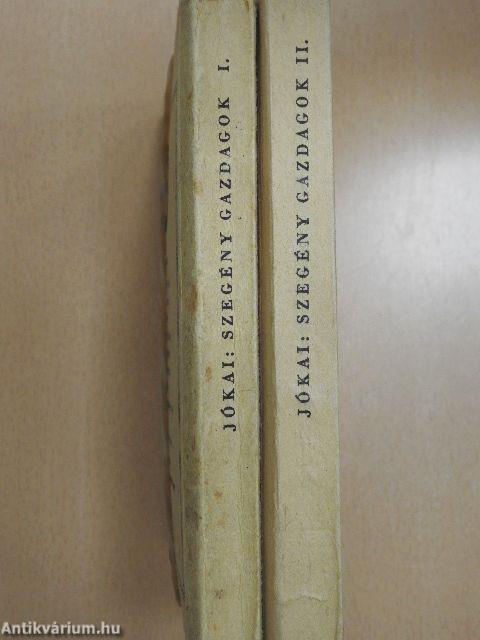 JÓKAI: SZEGÉNY GAZDAGOK I.
JÓKAI: SZEGÉNY GAZDAGOK II.
Antikvárium.hu